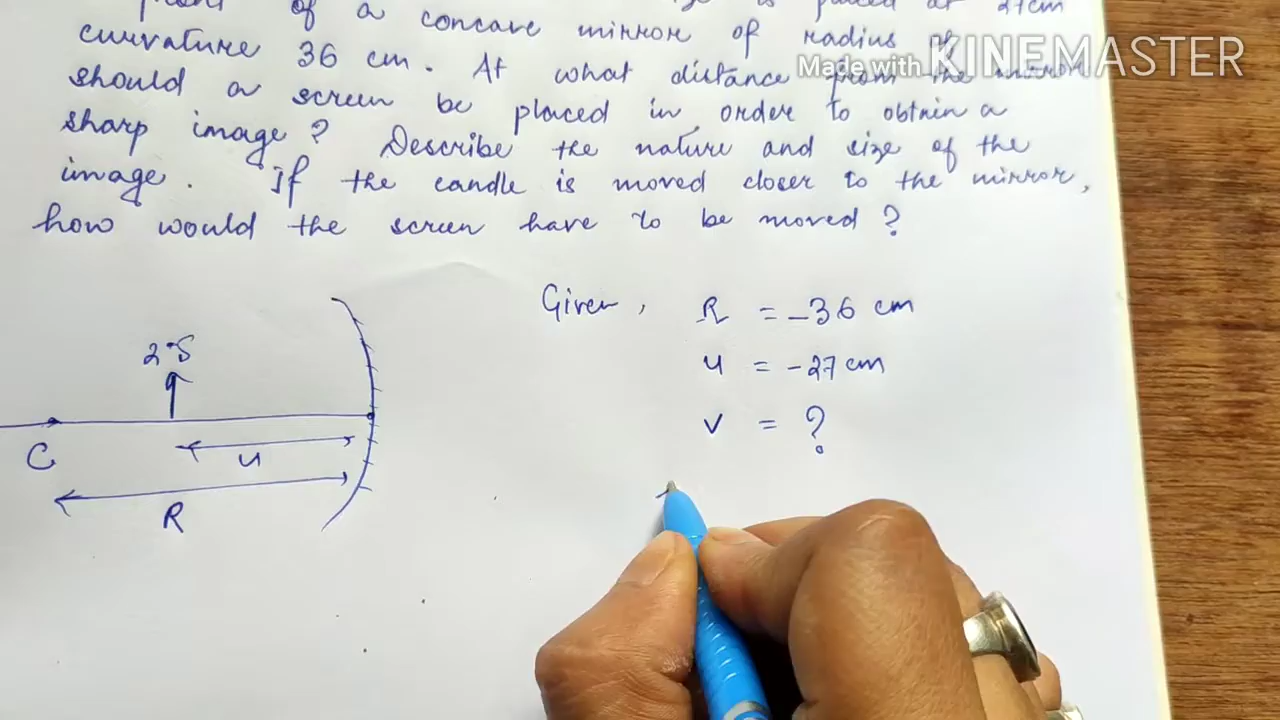 of a concave mirror of radius of
curvature 36 cm. At what distance from the mirror
should a screen be placed in order to obtain a
sharp image? Describe the nature and size of the
image. If the candle is moved closer to the mirror,
how would the screen have to be moved?
Made with KINEMASTER
Given, R = -36 cm
u = -27 cm
v = ?
2.5
C
u
R